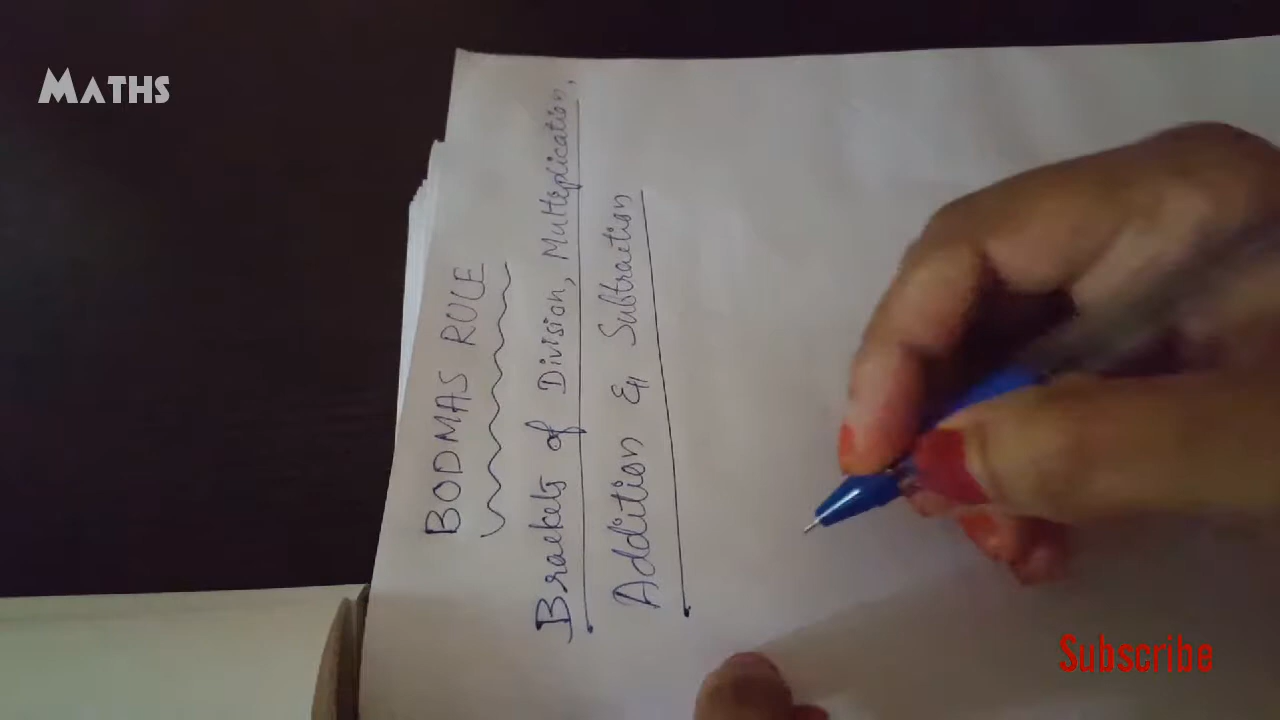 MATHS
BODMAS RULE
Brackets of Division, Multiplication,
Addition & Subtraction
Subscribe